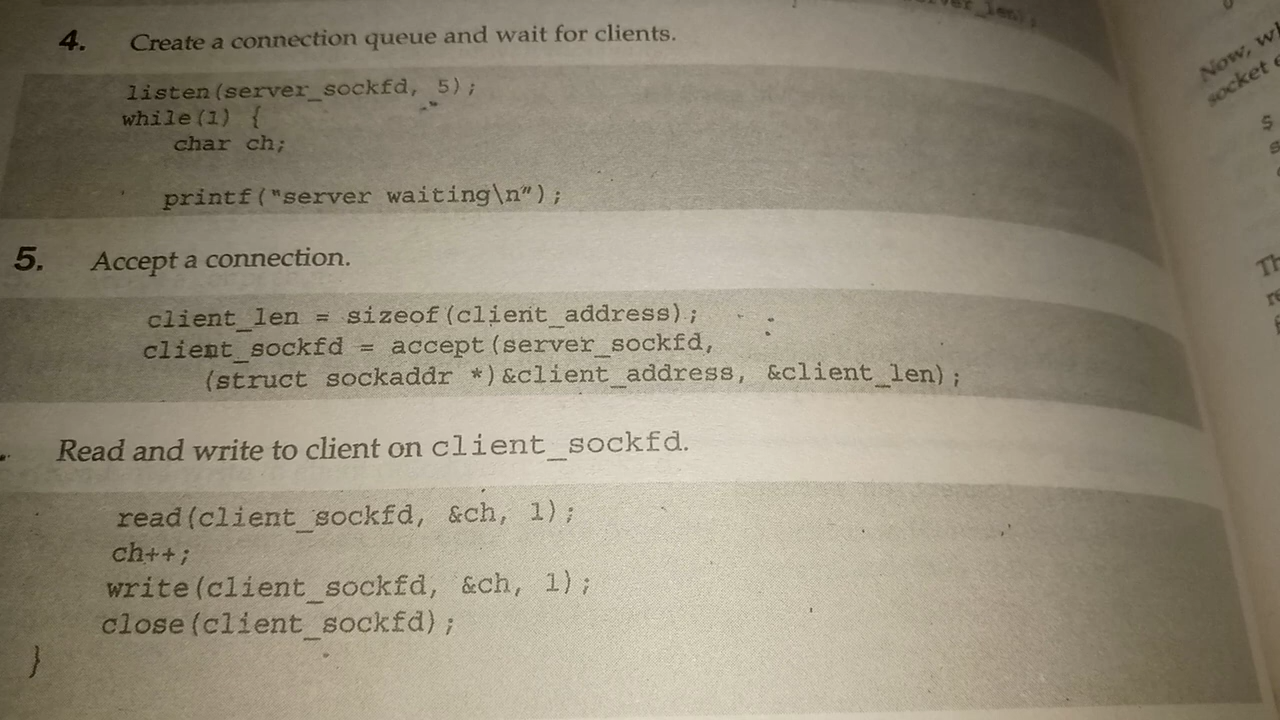 4. Create a connection queue and wait for clients.
listen(server_sockfd, 5);
while(1) {
char ch;
printf("server waiting\n");
5. Accept a connection.
client_len = sizeof(client_address);
client_sockfd = accept(server_sockfd,
(struct sockaddr *)&client_address, &client_len);
Read and write to client on client_sockfd.
read(client_sockfd, &ch, 1);
ch++;
write(client_sockfd, &ch, 1);
close(client_sockfd);
}
Now,
socket
$